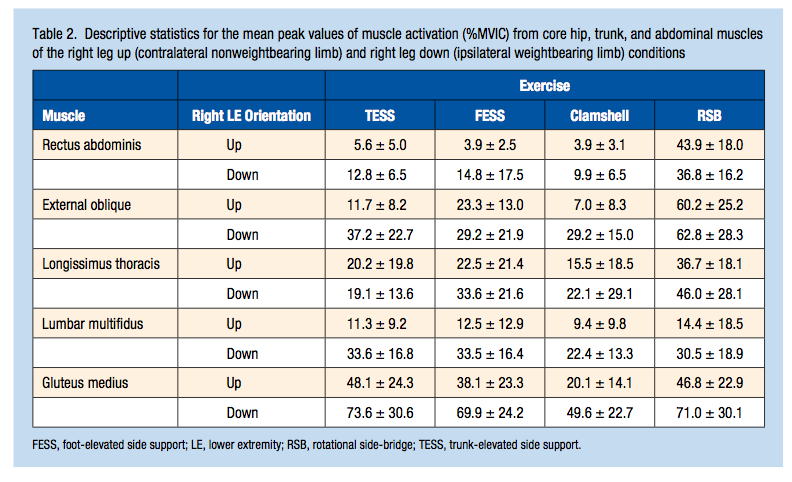 Table 2.  Descriptive statistics for the mean peak values of muscle activation (%MVIC) from core hip, trunk, and abdominal muscles
of the right leg up (contralateral nonweightbearing limb) and right leg down (ipsilateral weightbearing limb) conditions
Exercise
Muscle Right LE Orientation TESS FESS Clamshell RSB
Rectus abdominis Up 5.6 ± 5.0 3.9 ± 2.5 3.9 ± 3.1 43.9 ± 18.0
Down 12.8 ± 6.5 14.8 ± 17.5 9.9 ± 6.5 36.8 ± 16.2
External oblique Up 11.7 ± 8.2 23.3 ± 13.0 7.0 ± 8.3 60.2 ± 25.2
Down 37.2 ± 22.7 29.2 ± 21.9 29.2 ± 15.0 62.8 ± 28.3
Longissimus thoracis Up 20.2 ± 19.8 22.5 ± 21.4 15.5 ± 18.5 36.7 ± 18.1
Down 19.1 ± 13.6 33.6 ± 21.6 22.1 ± 29.1 46.0 ± 28.1
Lumbar multifidus Up 11.3 ± 9.2 12.5 ± 12.9 9.4 ± 9.8 14.4 ± 18.5
Down 33.6 ± 16.8 33.5 ± 16.4 22.4 ± 13.3 30.5 ± 18.9
Gluteus medius Up 48.1 ± 24.3 38.1 ± 23.3 20.1 ± 14.1 46.8 ± 22.9
Down 73.6 ± 30.6 69.9 ± 24.2 49.6 ± 22.7 71.0 ± 30.1
FESS, foot-elevated side support; LE, lower extremity; RSB, rotational side-bridge; TESS, trunk-elevated side support.